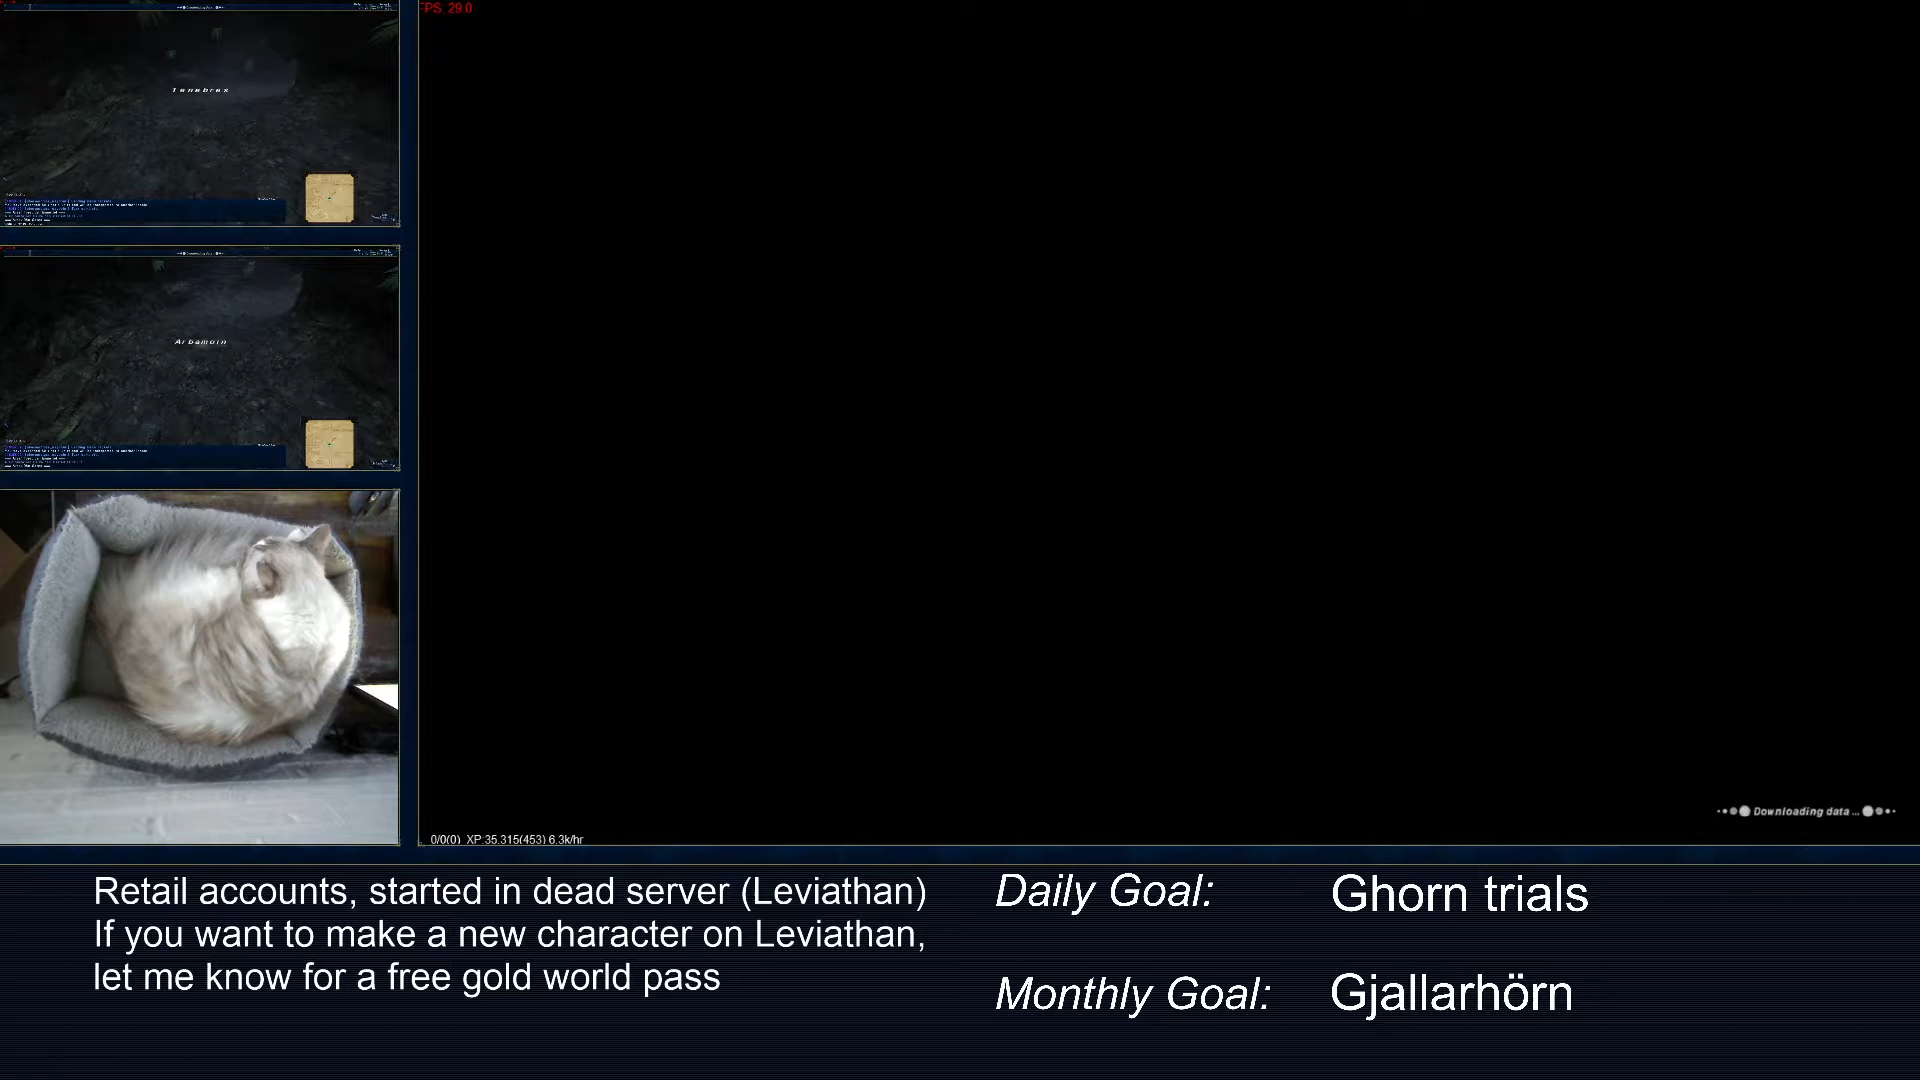 FPS: 29.0
Tenebrex
Arbamoin
Downloading data ...
0/0(0) XP:35.315(453) 6.3k/hr
Retail accounts, started in dead server (Leviathan)
If you want to make a new character on Leviathan,
let me know for a free gold world pass
Daily Goal: Ghorn trials
Monthly Goal: Gjallarhörn